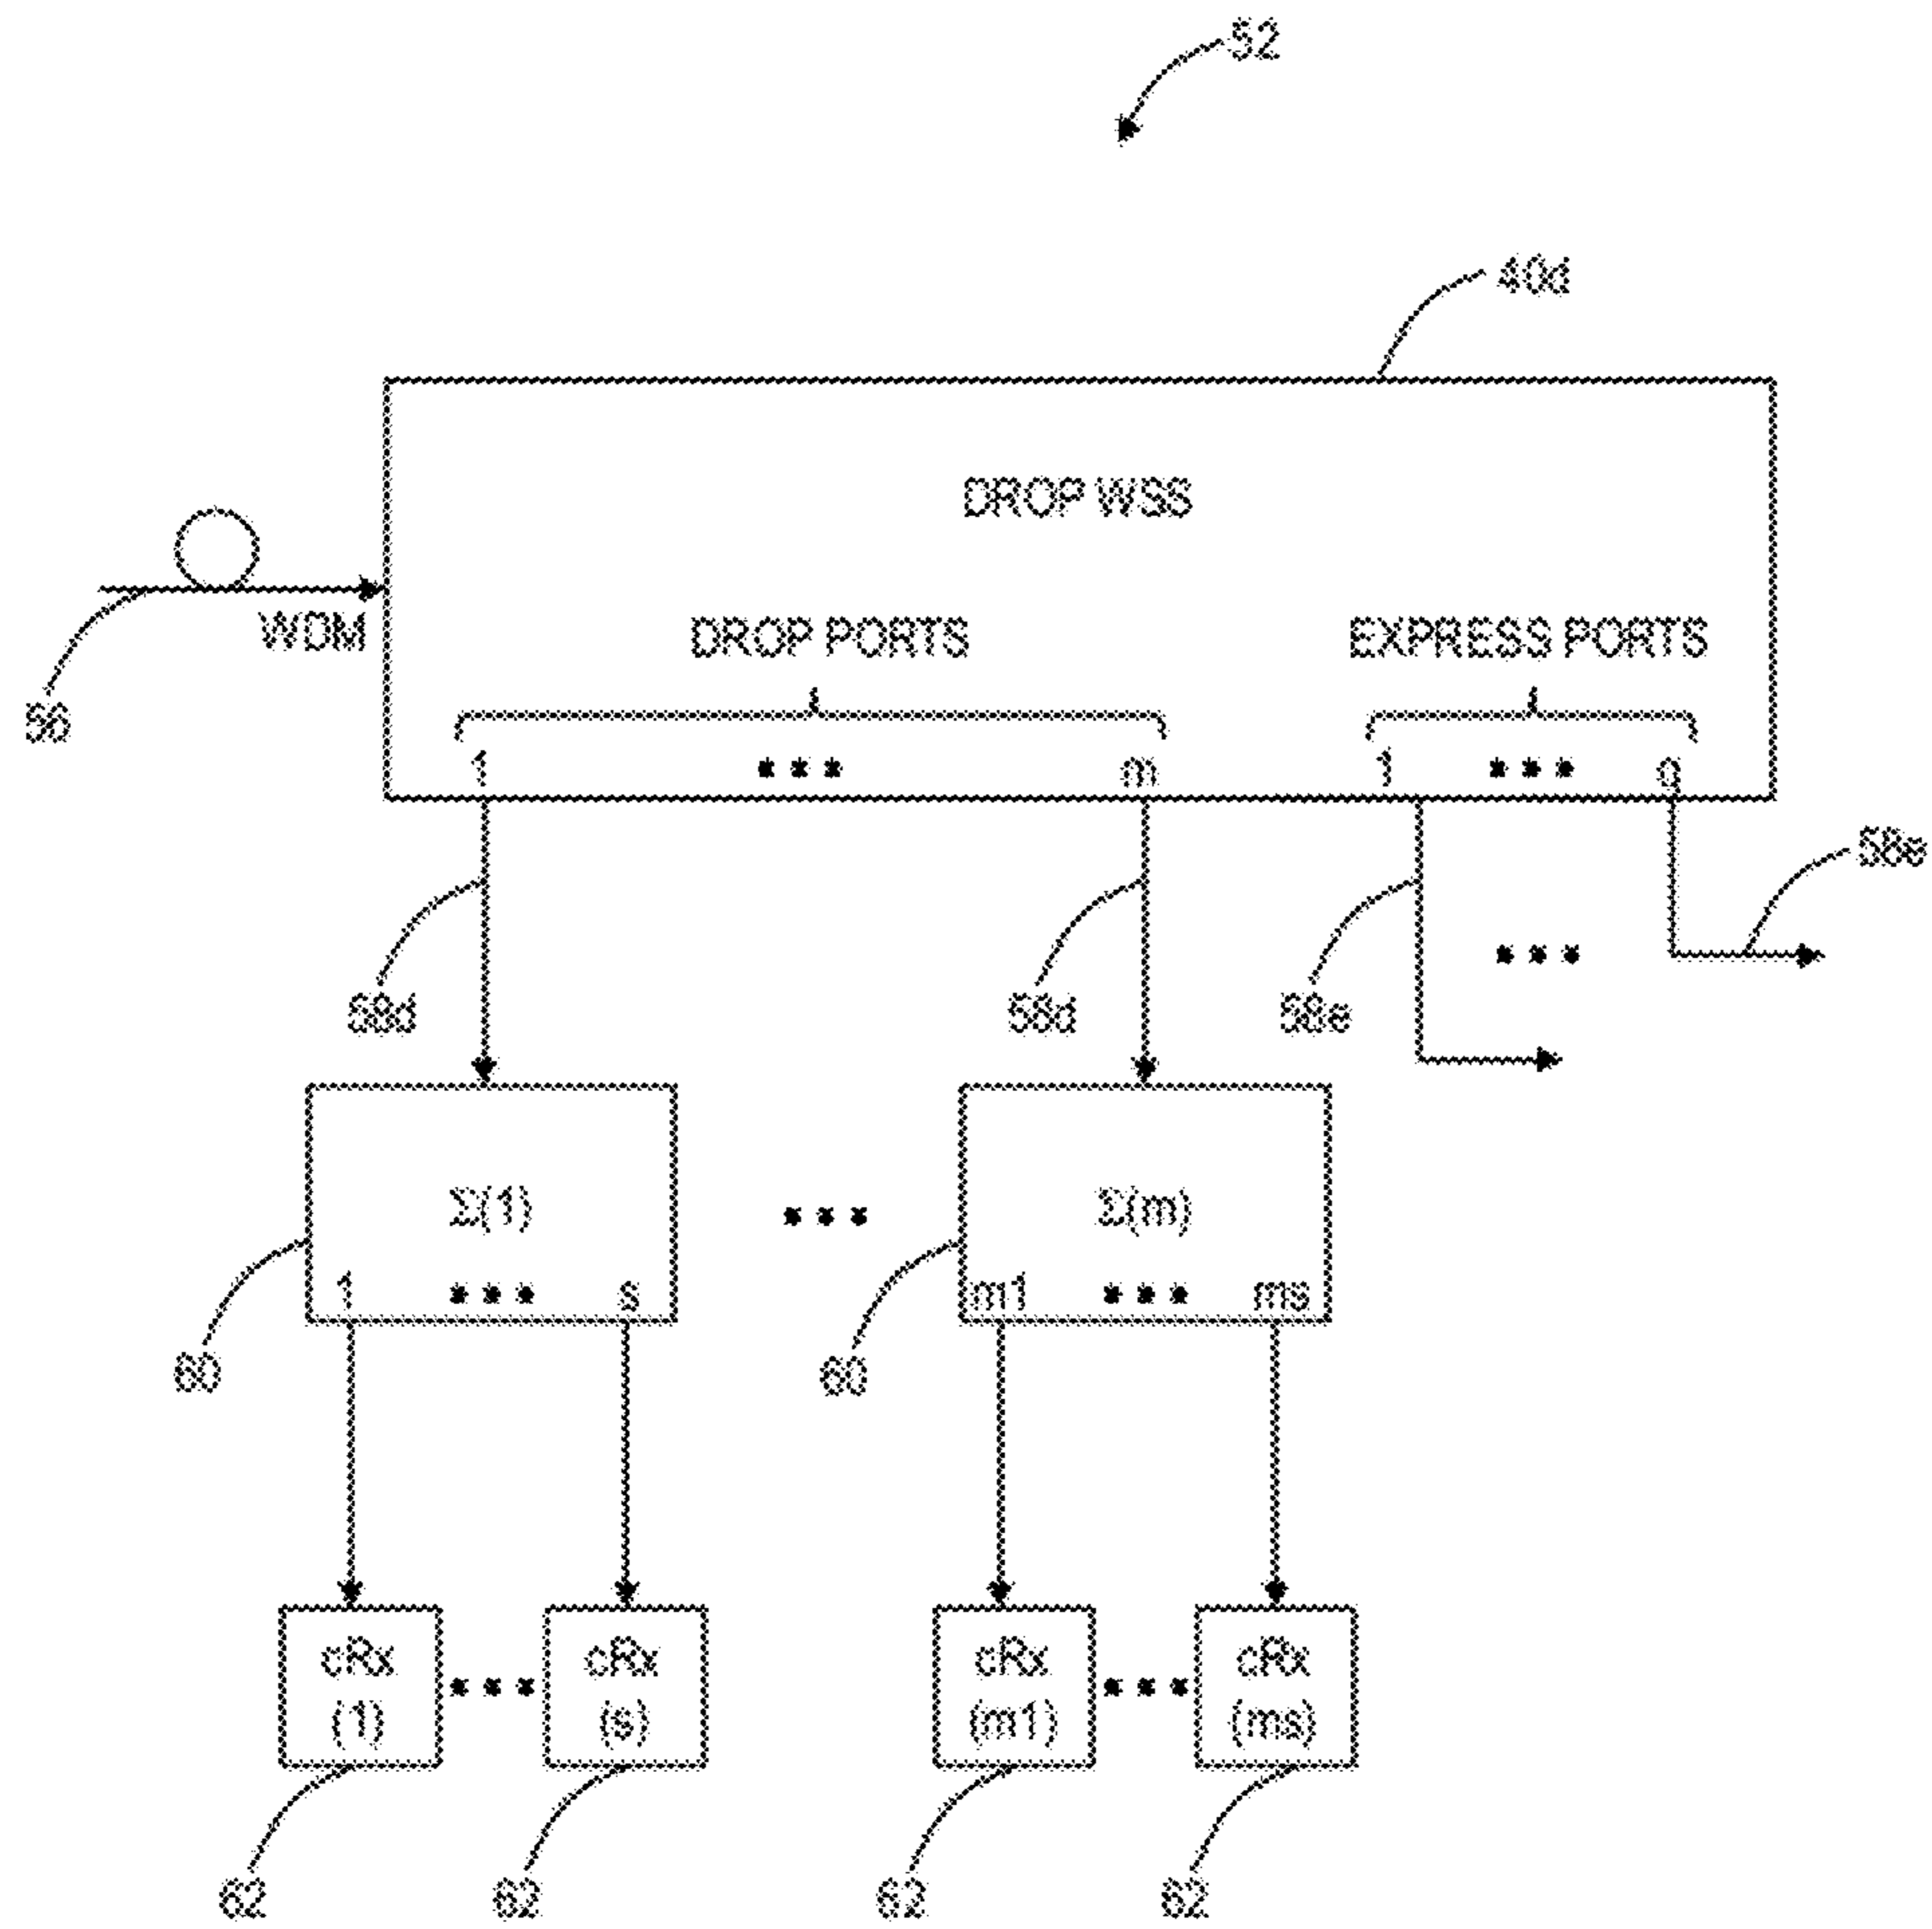 52
40d
DROP WSS
WDM
DROP PORTS
EXPRESS PORTS
56
1
m
1
n
58e
58d
58d
58e
Σ(1)
Σ(m)
1
s
m1
ms
60
60
cRx
(1)
cRx
(s)
cRx
(m1)
cRx
(ms)
62
62
62
62